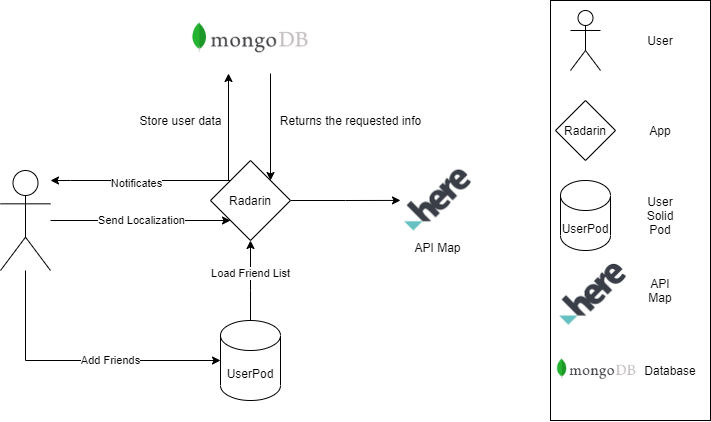 mongoDB
Store user data
Returns the requested info
Notificates
Radarin
Send Localization
here
API Map
Load Friend List
Add Friends
UserPod
User
Radarin
App
UserPod
User
Solid
Pod
here
API
Map
mongoDB
Database